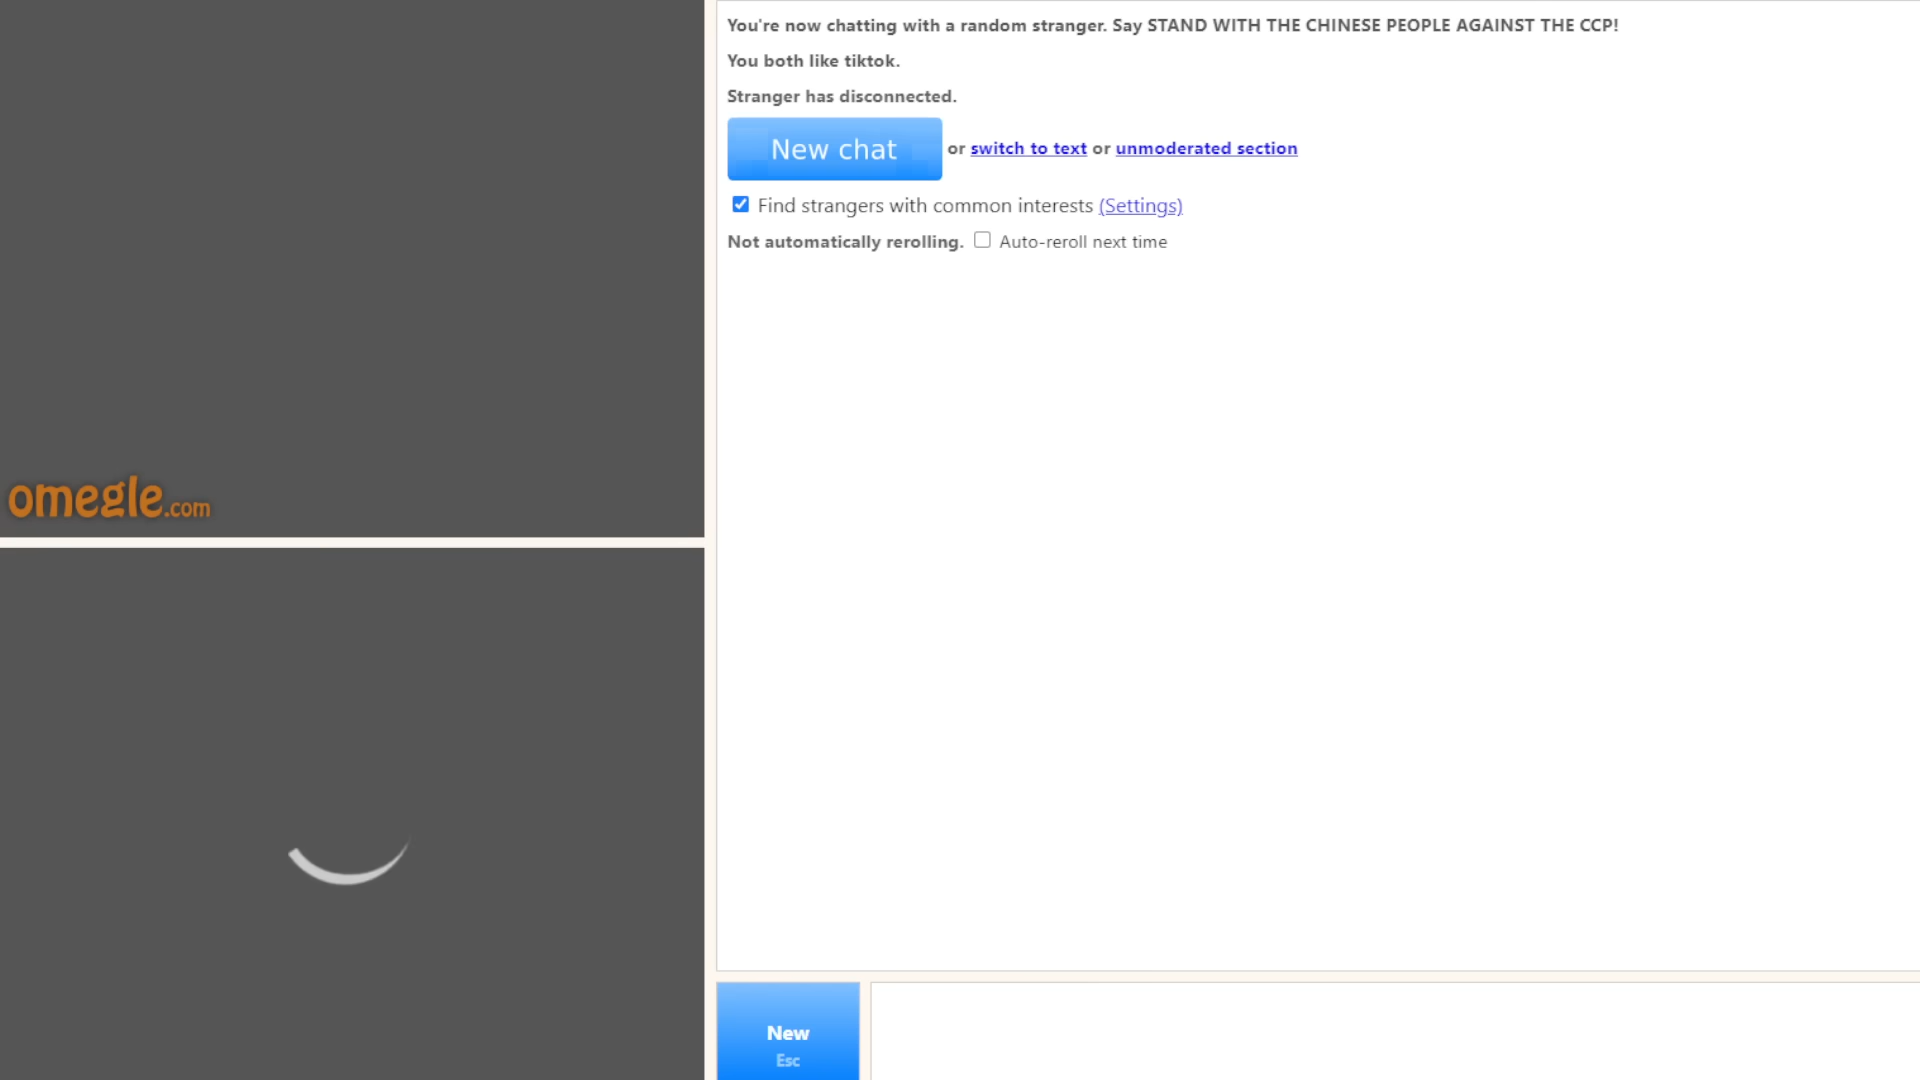 You're now chatting with a random stranger. Say STAND WITH THE CHINESE PEOPLE AGAINST THE CCP!
You both like tiktok.
Stranger has disconnected.
New chat or switch to text or unmoderated section
Find strangers with common interests (Settings)
Not automatically rerolling. Auto-reroll next time
omegle.com
New
Esc